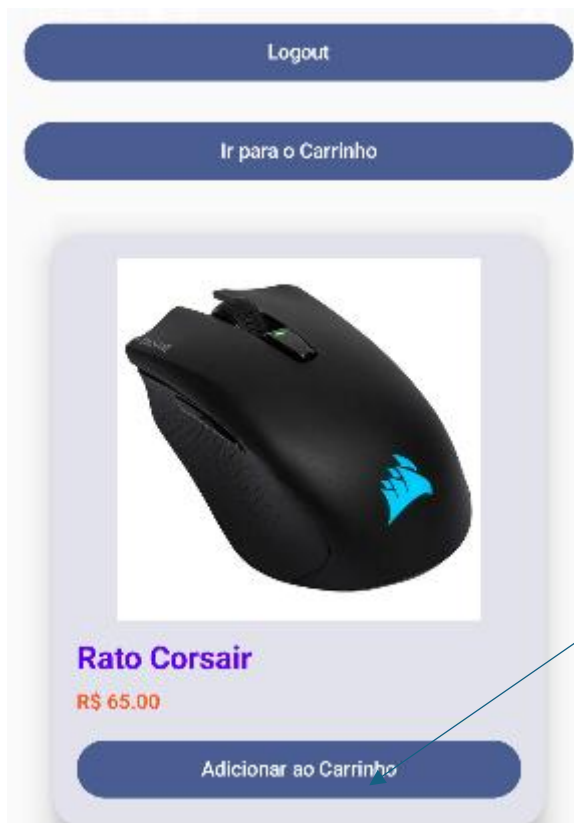 Logout
Ir para o Carrinho
Rato Corsair
R$ 65.00
Adicionar ao Carrinho